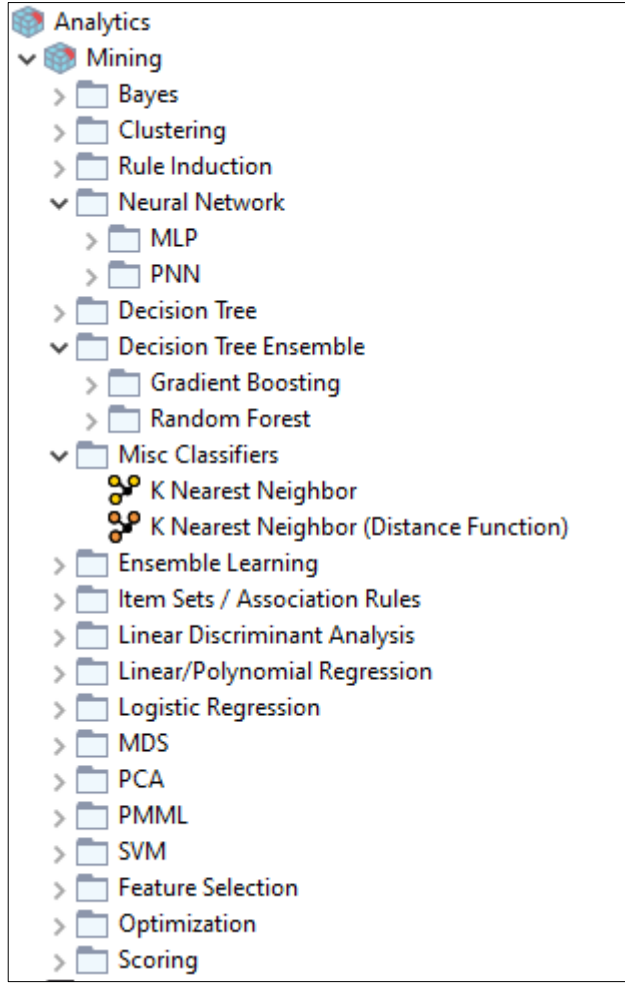 Analytics
Mining
Bayes
Clustering
Rule Induction
Neural Network
MLP
PNN
Decision Tree
Decision Tree Ensemble
Gradient Boosting
Random Forest
Misc Classifiers
K Nearest Neighbor
K Nearest Neighbor (Distance Function)
Ensemble Learning
Item Sets / Association Rules
Linear Discriminant Analysis
Linear/Polynomial Regression
Logistic Regression
MDS
PCA
PMML
SVM
Feature Selection
Optimization
Scoring